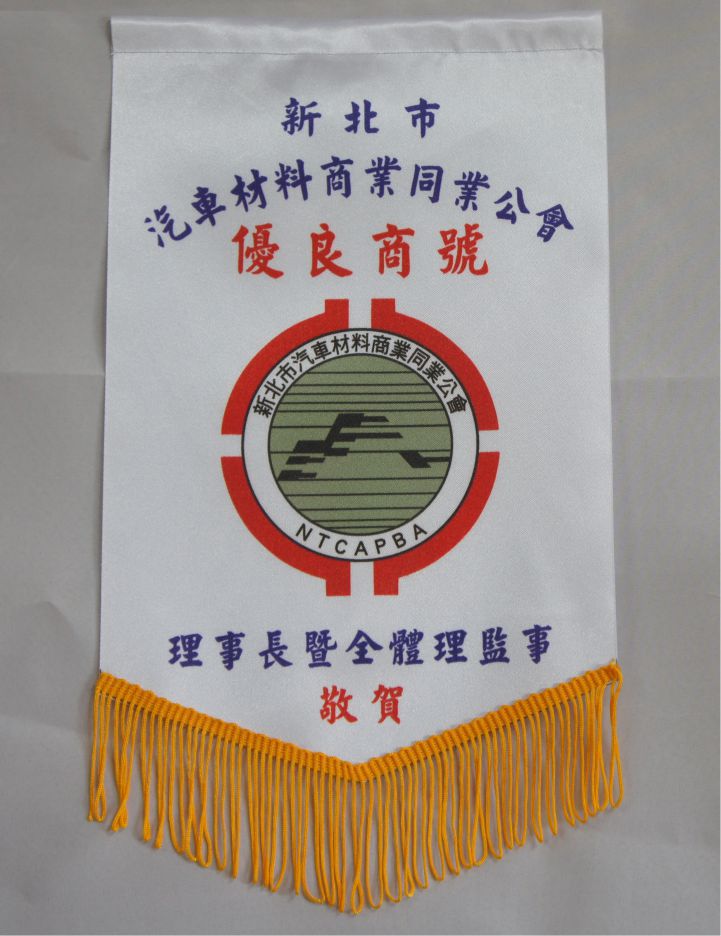 新北市
汽車材料商業同業公會
優良商號
新北市汽車材料商業同業公會
NTCAPBA
理事長暨全體理監事
敬賀